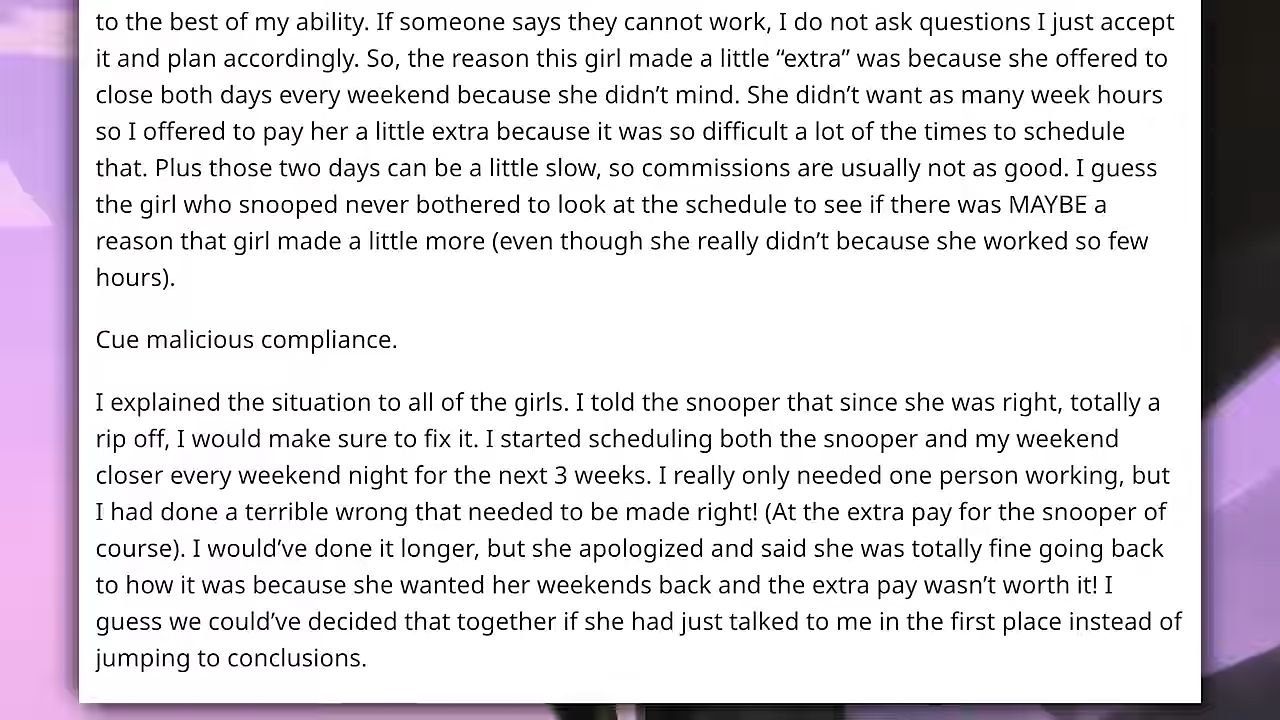 to the best of my ability. If someone says they cannot work, I do not ask questions I just accept
it and plan accordingly. So, the reason this girl made a little “extra” was because she offered to
close both days every weekend because she didn’t mind. She didn’t want as many week hours
so I offered to pay her a little extra because it was so difficult a lot of the times to schedule
that. Plus those two days can be a little slow, so commissions are usually not as good. I guess
the girl who snooped never bothered to look at the schedule to see if there was MAYBE a
reason that girl made a little more (even though she really didn’t because she worked so few
hours).
Cue malicious compliance.
I explained the situation to all of the girls. I told the snooper that since she was right, totally a
rip off, I would make sure to fix it. I started scheduling both the snooper and my weekend
closer every weekend night for the next 3 weeks. I really only needed one person working, but
I had done a terrible wrong that needed to be made right! (At the extra pay for the snooper of
course). I would’ve done it longer, but she apologized and said she was totally fine going back
to how it was because she wanted her weekends back and the extra pay wasn’t worth it! I
guess we could’ve decided that together if she had just talked to me in the first place instead of
jumping to conclusions.